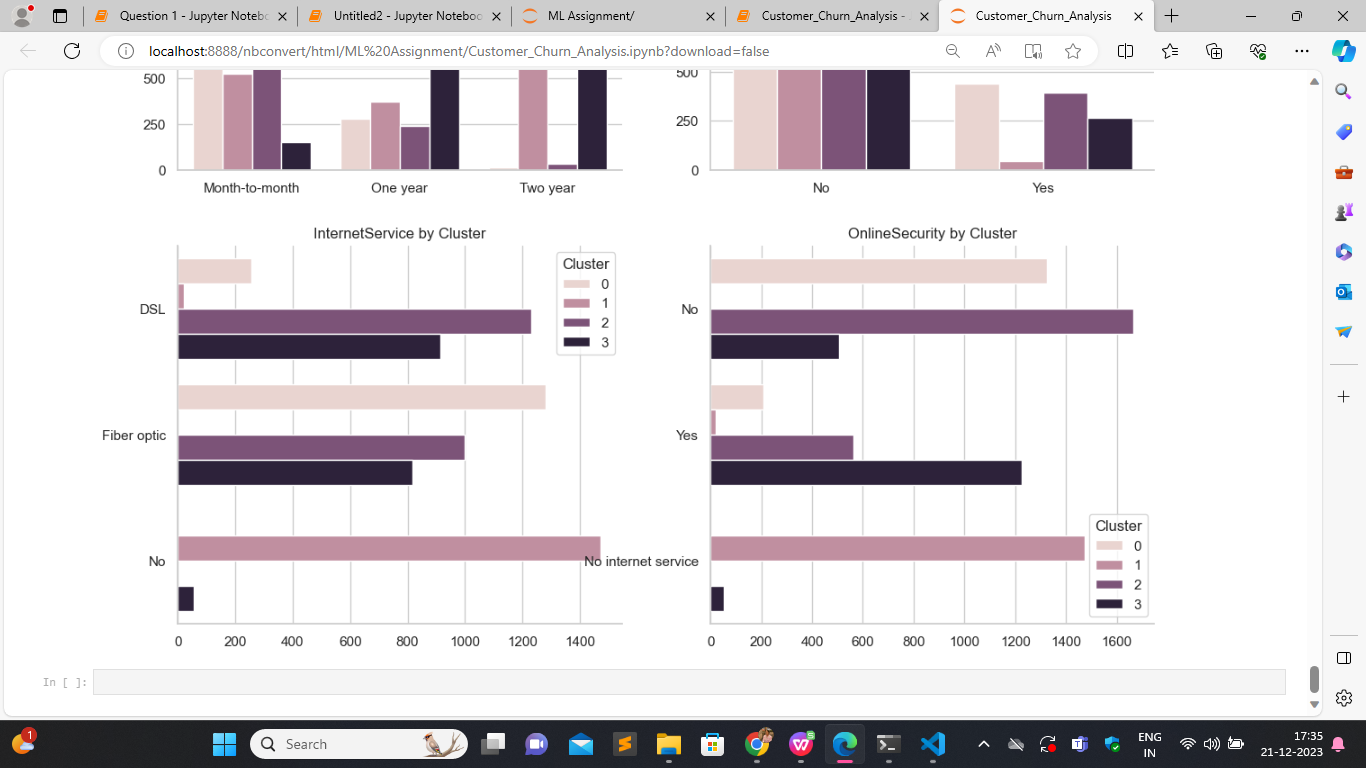 Question 1 - Jupyter Notebo
Untitled2 - Jupyter Noteboo
ML Assignment/
Customer_Churn_Analysis -
Customer_Churn_Analysis
localhost:8888/nbconvert/html/ML%20Assignment/Customer_Churn_Analysis.ipynb?download=false
500
250
0
Month-to-month One year Two year
500
250
0
No Yes
InternetService by Cluster
Cluster
0
1
2
3
DSL
Fiber optic
No
0 200 400 600 800 1000 1200 1400
OnlineSecurity by Cluster
No
Yes
No internet service
Cluster
0
1
2
3
0 200 400 600 800 1000 1200 1400 1600
In [ ]:
1
Search
ENG
IN
17:35
21-12-2023